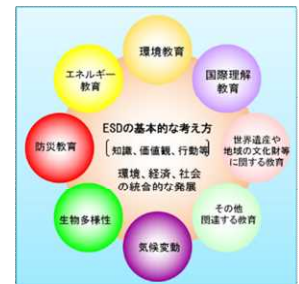 環境教育
国際理解
教育
世界遺産や
地域の文化財等
に関する教育
その他
関連する教育
気候変動
生物多様性
防災教育
エネルギー
教育
ESDの基本的な考え方
[知識、価値観、行動等]
環境、経済、社会
の統合的な発展